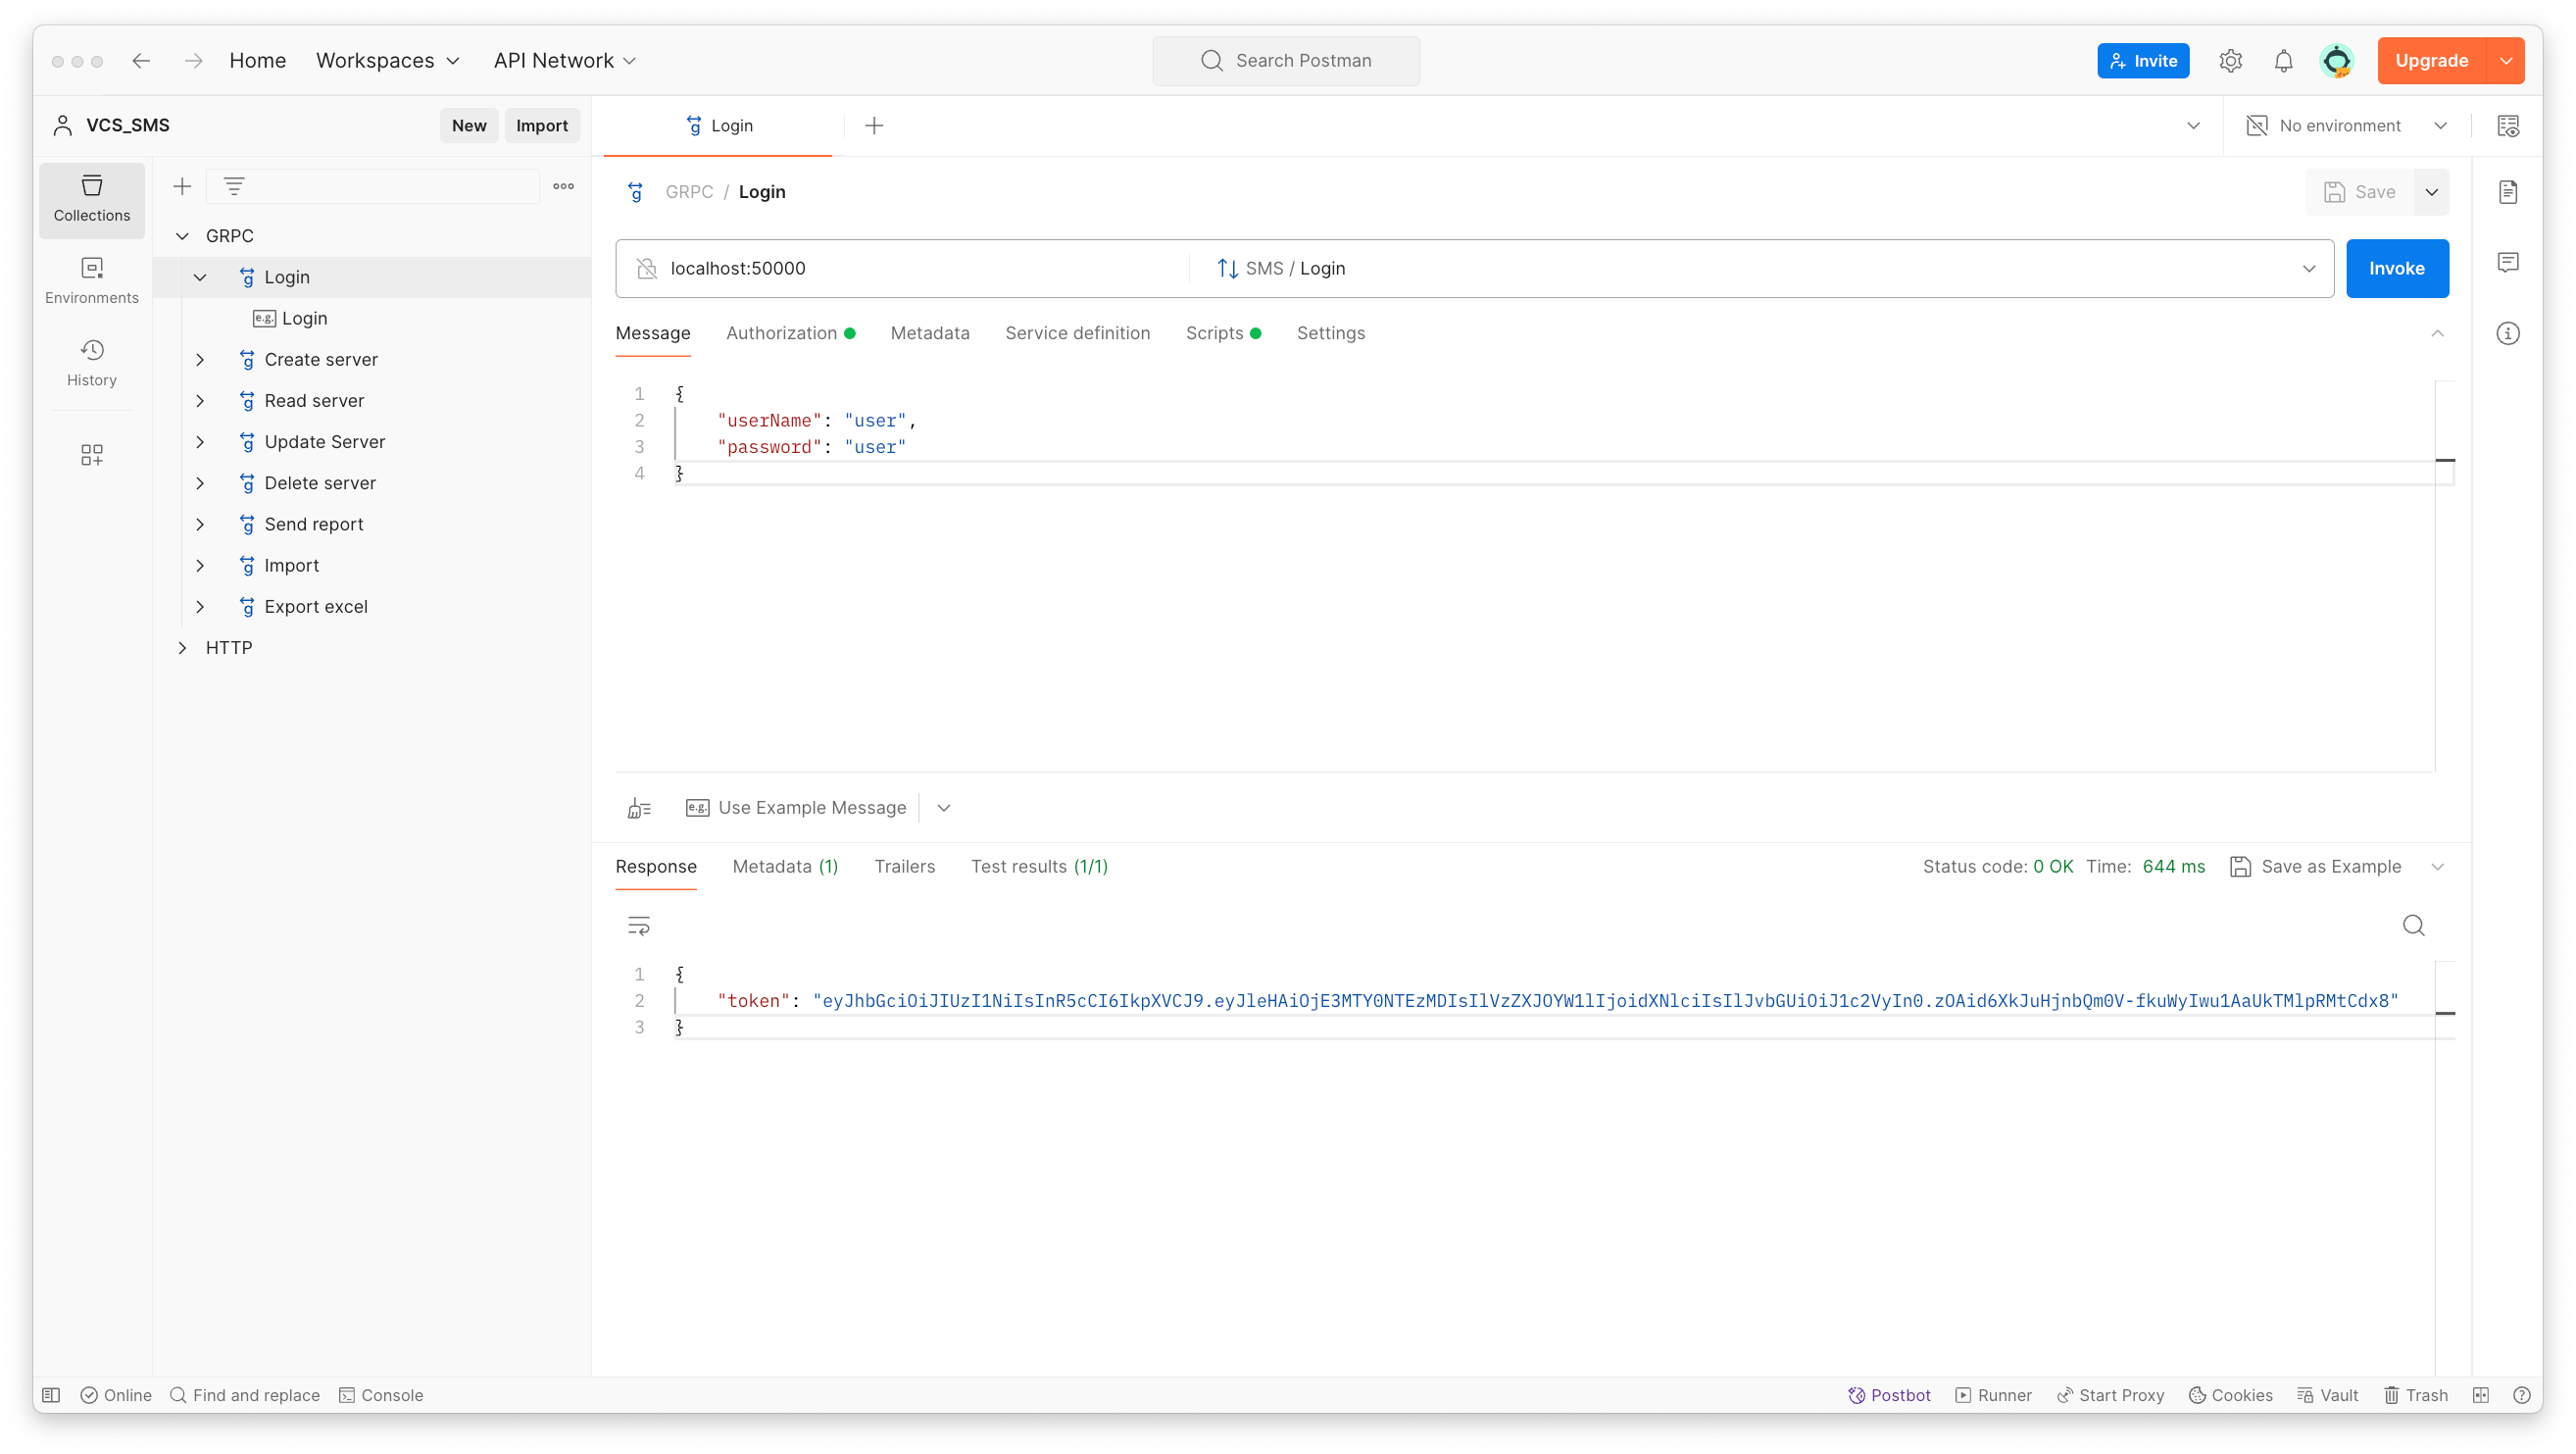 Home Workspaces API Network Search Postman Invite Upgrade
VCS_SMS New Import Login No environment
Collections
Environments
History
GRPC
Login
e.g. Login
Create server
Read server
Update Server
Delete server
Send report
Import
Export excel
HTTP
GRPC / Login Save
localhost:50000 SMS / Login Invoke
Message Authorization Metadata Service definition Scripts Settings
1 {
2 "userName": "user",
3 "password": "user"
4 }
e.g. Use Example Message
Response Metadata (1) Trailers Test results (1/1) Status code: 0 OK Time: 644 ms Save as Example
1 {
2 "token": "eyJhbGciOiJIUzI1NiIsInR5cCI6IkpXVCJ9.eyJleHAiOjE3MTY0NTEzMDIsIlVzZXJOYW1lIjoidXNlciIsIlJvbGUiOiJ1c2VyIn0.zOAid6XkJuHjnbQm0V-fkuWyIwu1AaUkTMlpRMtCdx8"
3 }
Online Find and replace Console Postbot Runner Start Proxy Cookies Vault Trash